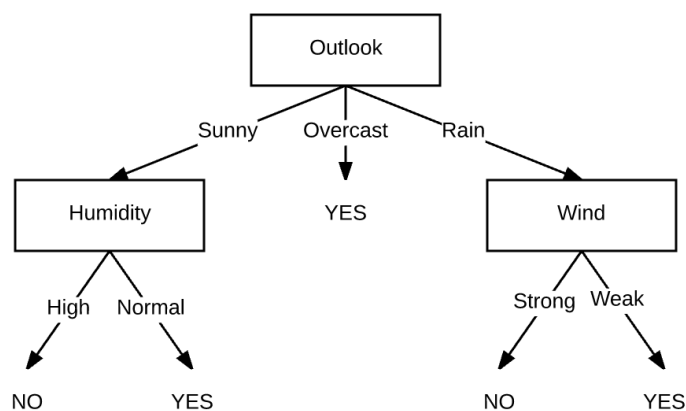 Outlook
Sunny
Overcast
Rain
Humidity
YES
Wind
High
Normal
Strong
Weak
NO
YES
NO
YES